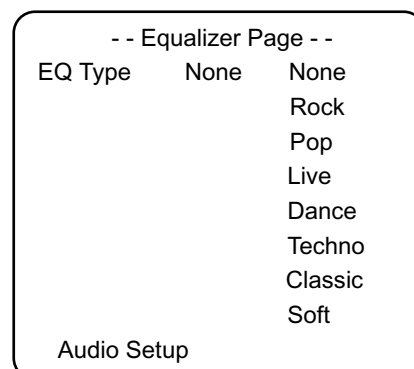 - - Equalizer Page - -
EQ Type None None
Rock
Pop
Live
Dance
Techno
Classic
Soft
Audio Setup